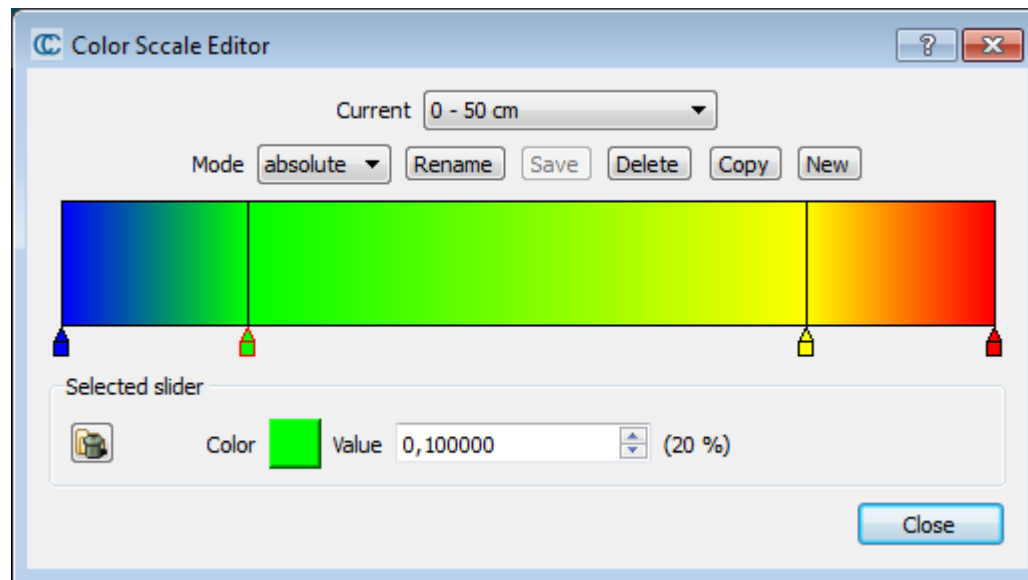 Color Sccale Editor
Current 0 - 50 cm
Mode absolute Rename Save Delete Copy New
Selected slider
Color Value 0,100000 (20 %)
Close